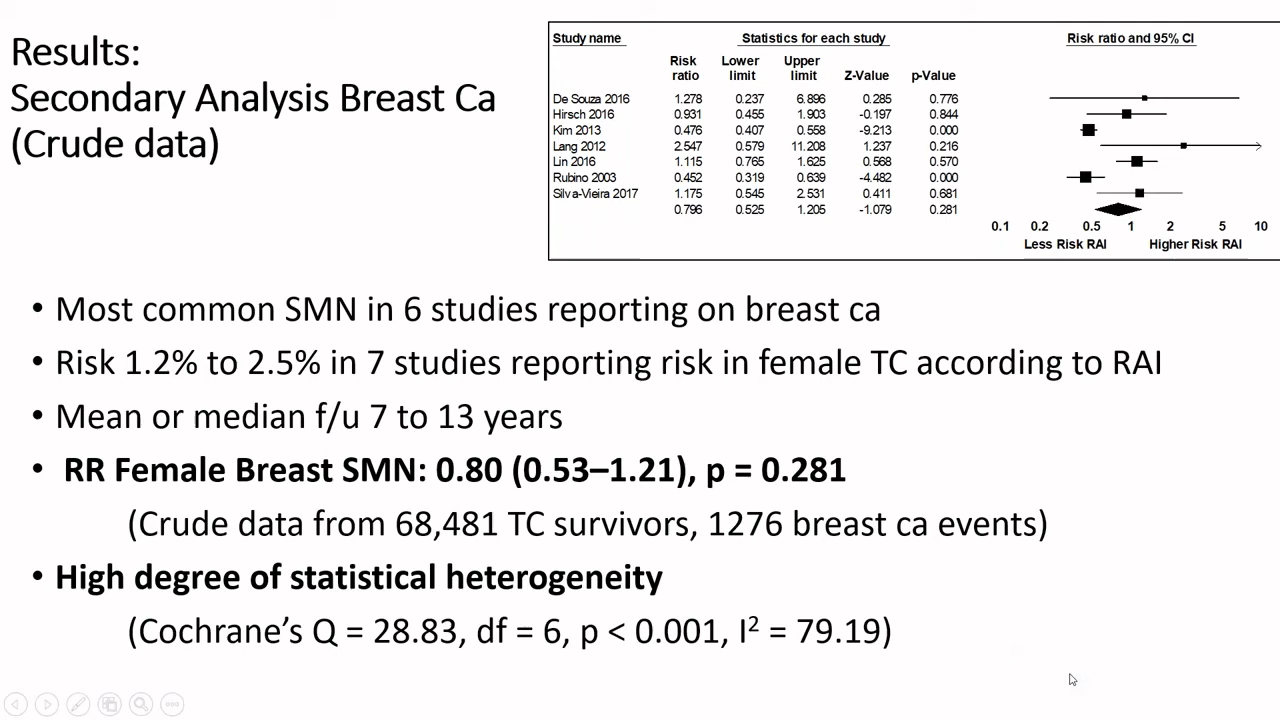 Results:
Secondary Analysis Breast Ca
(Crude data)
Study name Statistics for each study Risk ratio and 95% CI
Risk ratio Lower limit Upper limit Z-Value p-Value
De Souza 2016 1.278 0.237 6.896 0.285 0.776
Hirsch 2016 0.931 0.455 1.903 -0.197 0.844
Kim 2013 0.476 0.407 0.558 -9.213 0.000
Lang 2012 2.547 0.579 11.208 1.237 0.216
Lin 2016 1.115 0.765 1.625 0.568 0.570
Rubino 2003 0.452 0.319 0.639 -4.482 0.000
Silva-Vieira 2017 1.175 0.545 2.531 0.411 0.681
0.796 0.525 1.205 -1.079 0.281
0.1 0.2 0.5 1 2 5 10
Less Risk RAI Higher Risk RAI
• Most common SMN in 6 studies reporting on breast ca
• Risk 1.2% to 2.5% in 7 studies reporting risk in female TC according to RAI
• Mean or median f/u 7 to 13 years
• RR Female Breast SMN: 0.80 (0.53–1.21), p = 0.281
(Crude data from 68,481 TC survivors, 1276 breast ca events)
• High degree of statistical heterogeneity
(Cochrane's Q = 28.83, df = 6, p < 0.001, I² = 79.19)